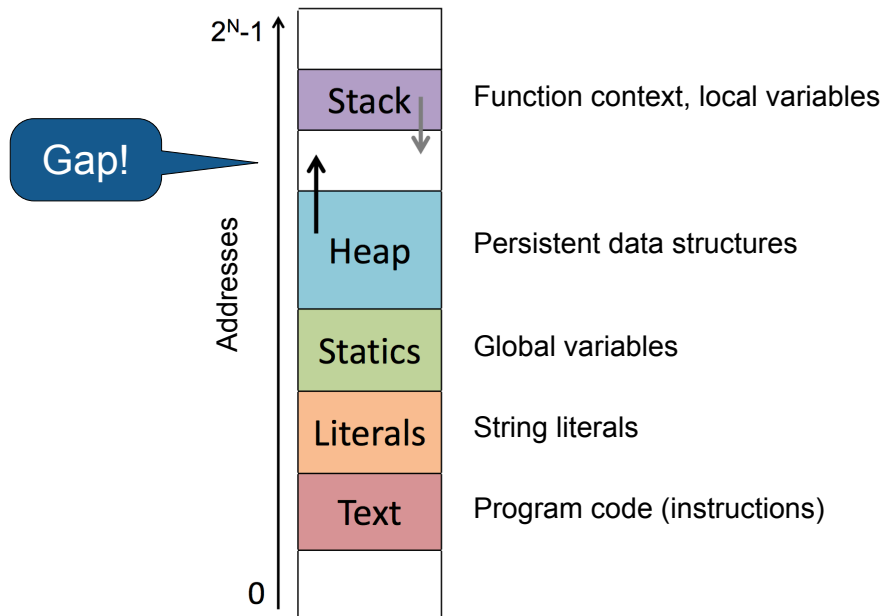 2ᴺ-1
Stack
Function context, local variables
Gap!
Addresses
Heap
Persistent data structures
Statics
Global variables
Literals
String literals
Text
Program code (instructions)
0